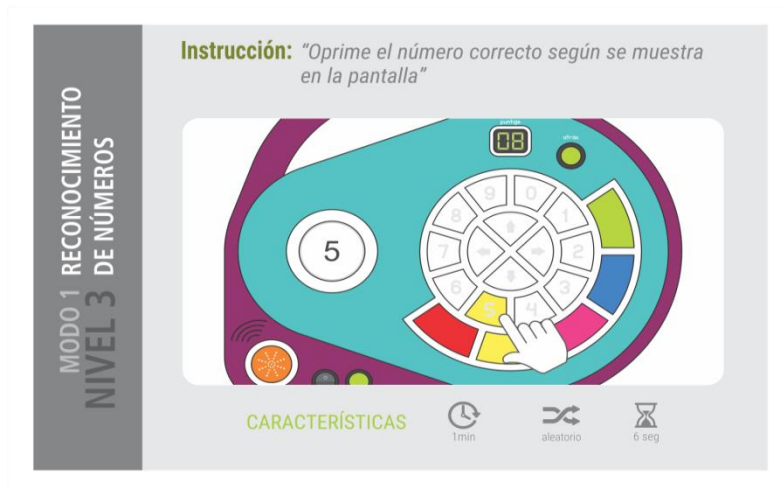 MODO 1 RECONOCIMIENTO
NIVEL 3 DE NÚMEROS
Instrucción: “Oprime el número correcto según se muestra
en la pantalla”
puntaje
08
atrás
5
9 0
8 1
7 2
6 3
5 4
CARACTERÍSTICAS
1min
aleatorio
6 seg